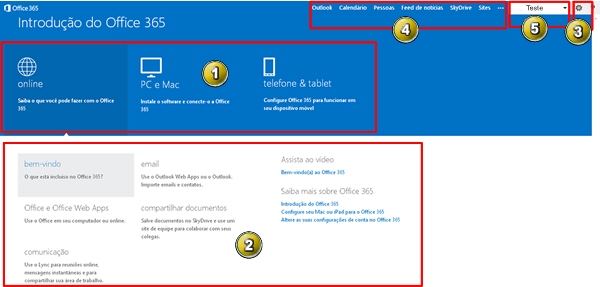 Office 365
Outlook Calendário Pessoas Feed de notícias SkyDrive Sites ••• Teste
Introdução do Office 365
4
5
3
1
online
Saiba o que você pode fazer com o Office
365
PC e Mac
Instale o software e conecte-o a Office
365
telefone & tablet
Configure Office 365 para funcionar em
seu dispositivo móvel
bem-vindo
O que esta incluso no Office 365?
email
Use o Outlook Web Apps ou o Outlook.
Importe emails e contatos.
Office e Office Web Apps
Use o Office em seu computador ou online.
compartilhar documentos
Salve documentos no SkyDrive e use um
site de equipe para colaborar com seus
colegas.
comunicação
Use o Lync para reuniões online,
mensagens instantâneas e para
compartilhar sua área de trabalho.
2
Assista ao vídeo
Bem-vindo(a) ao Office 365
Saiba mais sobre Office 365
Introdução do Office 365
Configure seu Mac ou iPad para o Office 365
Altere as suas configurações de conta no Office 365